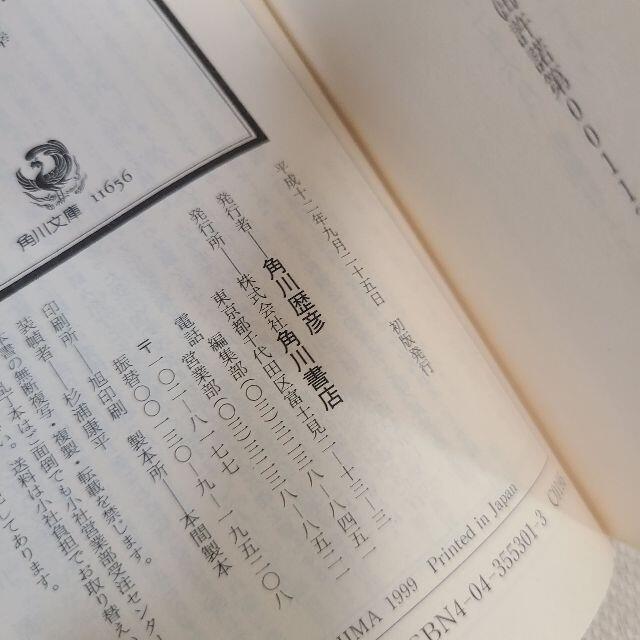 角川文庫 11656
平成十二年九月二十五日 初版発行
発行者——角川歴彦
発行所——株式会社角川書店
東京都千代田区富士見二—十三—三
電話 編集部(〇三)三二三八—八四五一
営業部(〇三)三二三八—八五二一
〒一〇二—八一七七
振替〇〇一三〇—九—一九五二〇八
印刷所——旭印刷 製本所——本間製本
装幀者——杉浦康平
本書の無断複写・複製・転載を禁じます。
送料は小社負担でお取り替え
してあります。
IMA 1999 Printed in Japan
ISBN4-04-355301-3